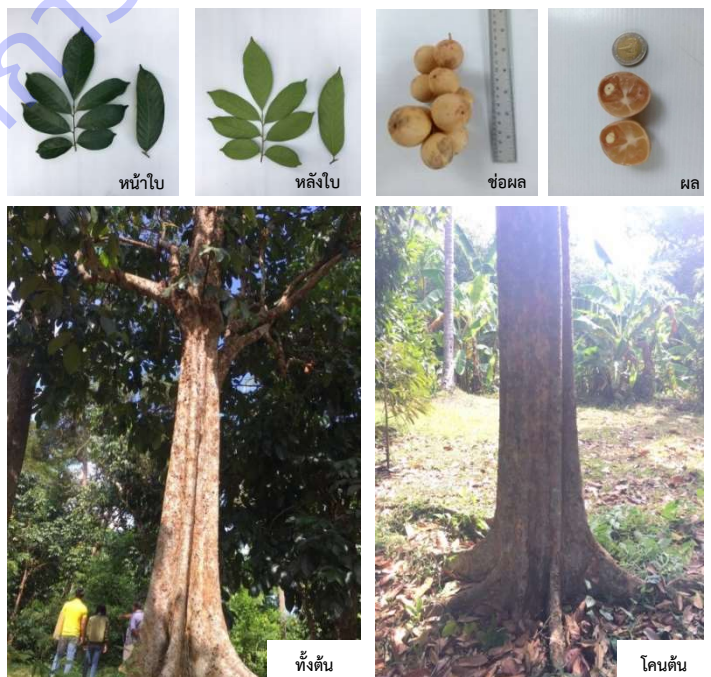 หน้าใบ
หลังใบ
ช่อผล
ผล
ทั้งต้น
โคนต้น